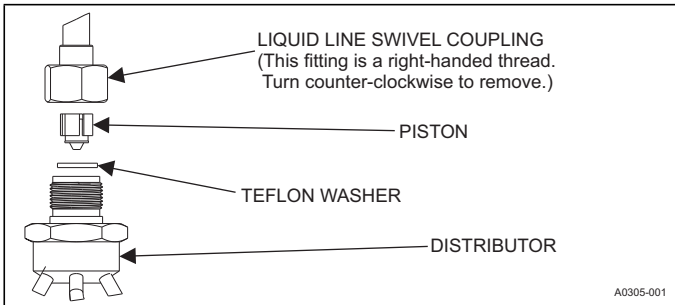 LIQUID LINE SWIVEL COUPLING
(This fitting is a right-handed thread.
Turn counter-clockwise to remove.)
PISTON
TEFLON WASHER
DISTRIBUTOR
A0305-001